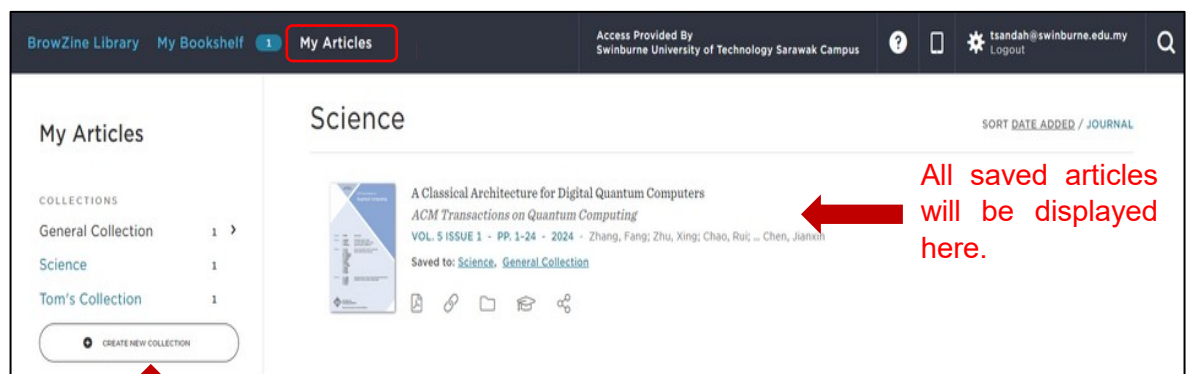 BrowZine Library My Bookshelf 1 My Articles
Access Provided By
Swinburne University of Technology Sarawak Campus
?
tsandah@swinburne.edu.my
Logout
My Articles
COLLECTIONS
General Collection 1 >
Science 1
Tom's Collection 1
CREATE NEW COLLECTION
Science
SORT DATE ADDED / JOURNAL
A Classical Architecture for Digital Quantum Computers
ACM Transactions on Quantum Computing
VOL. 5 ISSUE 1 - PP. 1-24 - 2024 - Zhang, Fang; Zhu, Xing; Chao, Rui; ... Chen, Jianxin
Saved to: Science, General Collection
All saved articles
will be displayed
here.